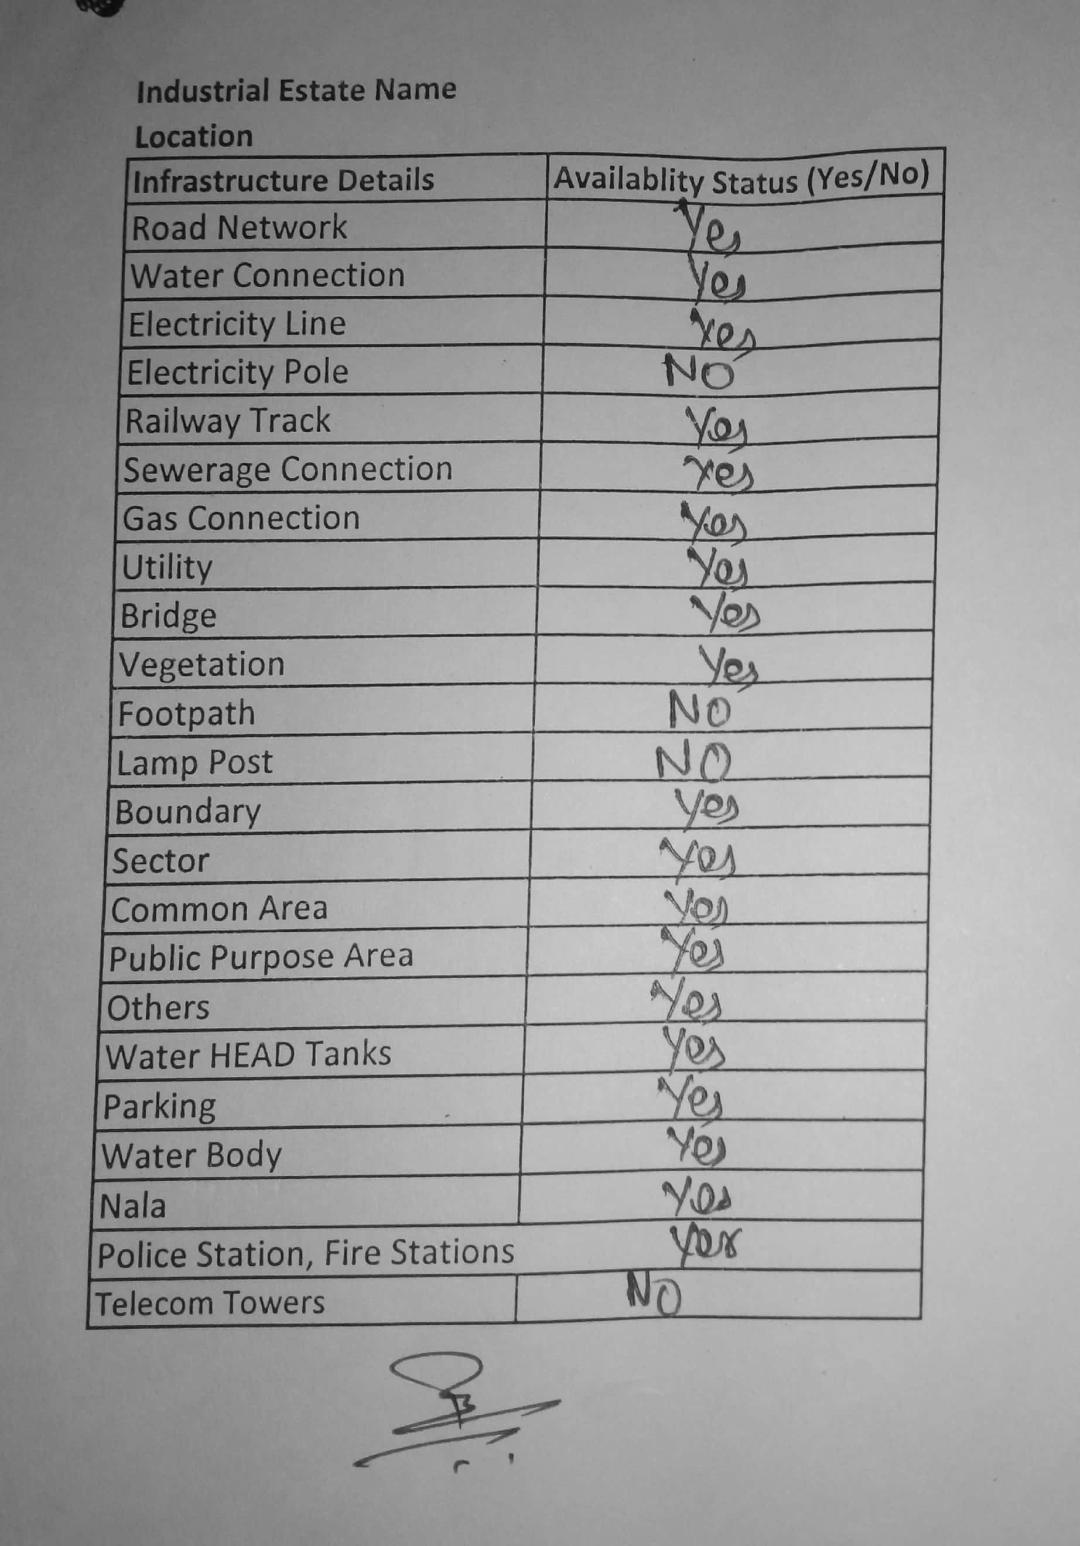 Industrial Estate Name
Location
Infrastructure Details Availablity Status (Yes/No)
Road Network Yes
Water Connection Yes
Electricity Line Yes
Electricity Pole NO
Railway Track Yes
Sewerage Connection Yes
Gas Connection Yes
Utility Yes
Bridge Yes
Vegetation Yes
Footpath NO
Lamp Post NO
Boundary Yes
Sector Yes
Common Area Yes
Public Purpose Area Yes
Others Yes
Water HEAD Tanks Yes
Parking Yes
Water Body Yes
Nala Yes
Police Station, Fire Stations Yes
Telecom Towers NO